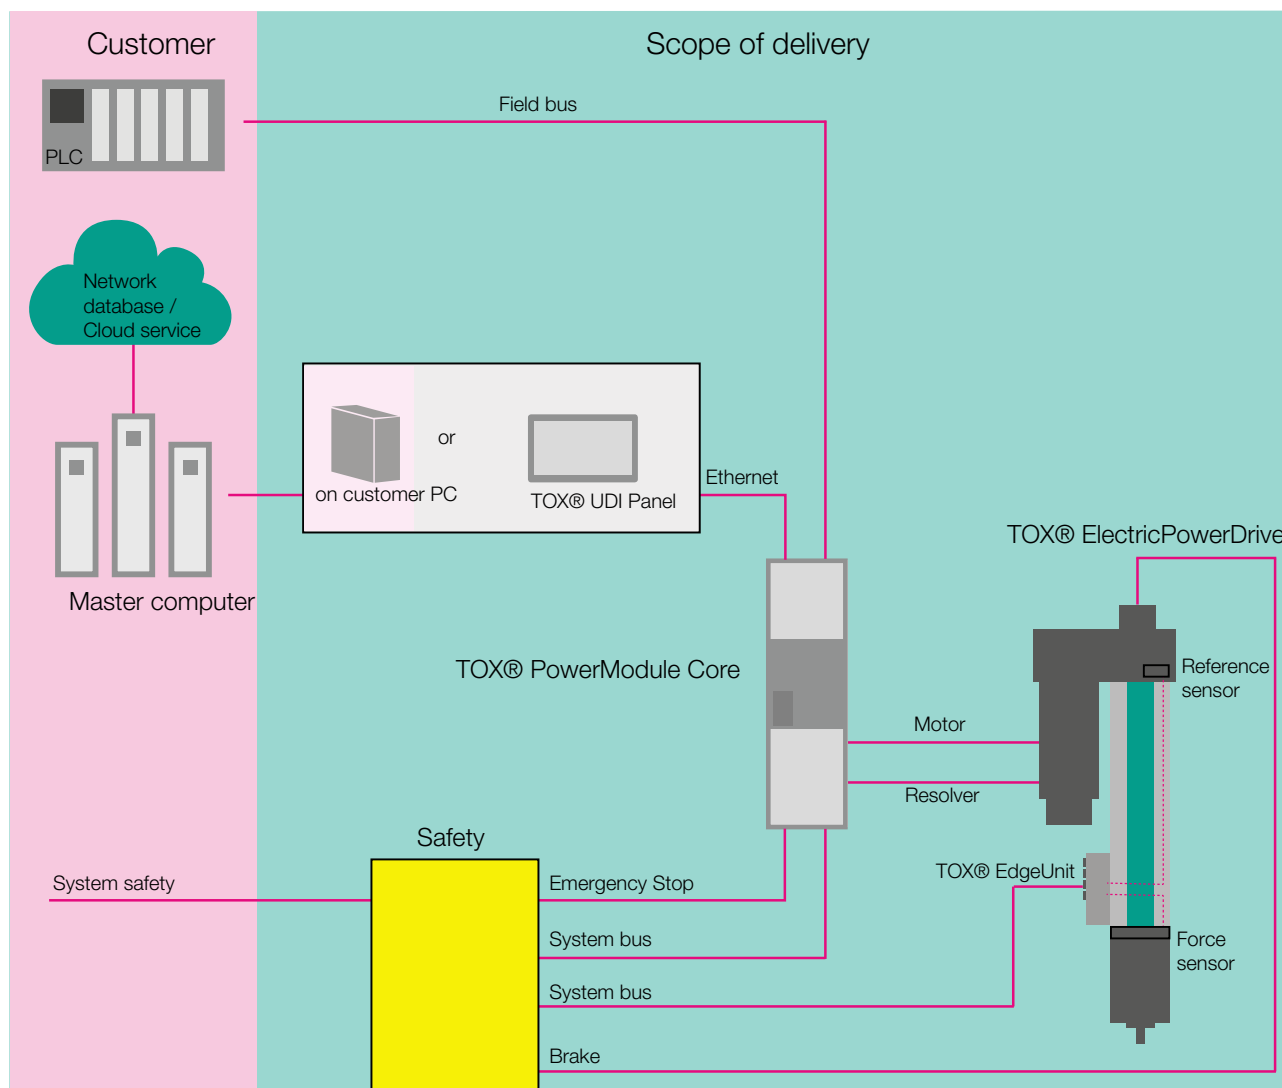 Customer
Scope of delivery
PLC
Field bus
Network
database /
Cloud service
or
on customer PC
TOX® UDI Panel
Ethernet
Master computer
TOX® ElectricPowerDrive
TOX® PowerModule Core
Reference
sensor
Motor
Resolver
Safety
System safety
Emergency Stop
TOX® EdgeUnit
System bus
Force
sensor
System bus
Brake